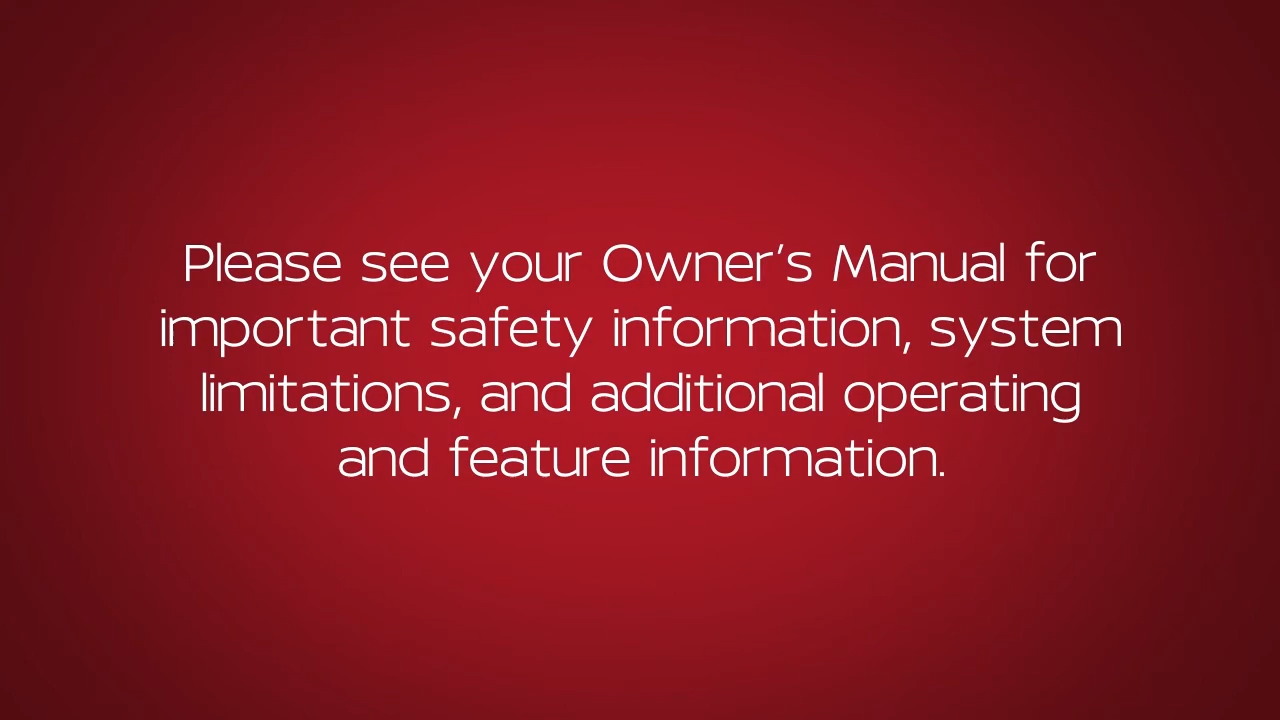 Please see your Owner’s Manual for
important safety information, system
limitations, and additional operating
and feature information.